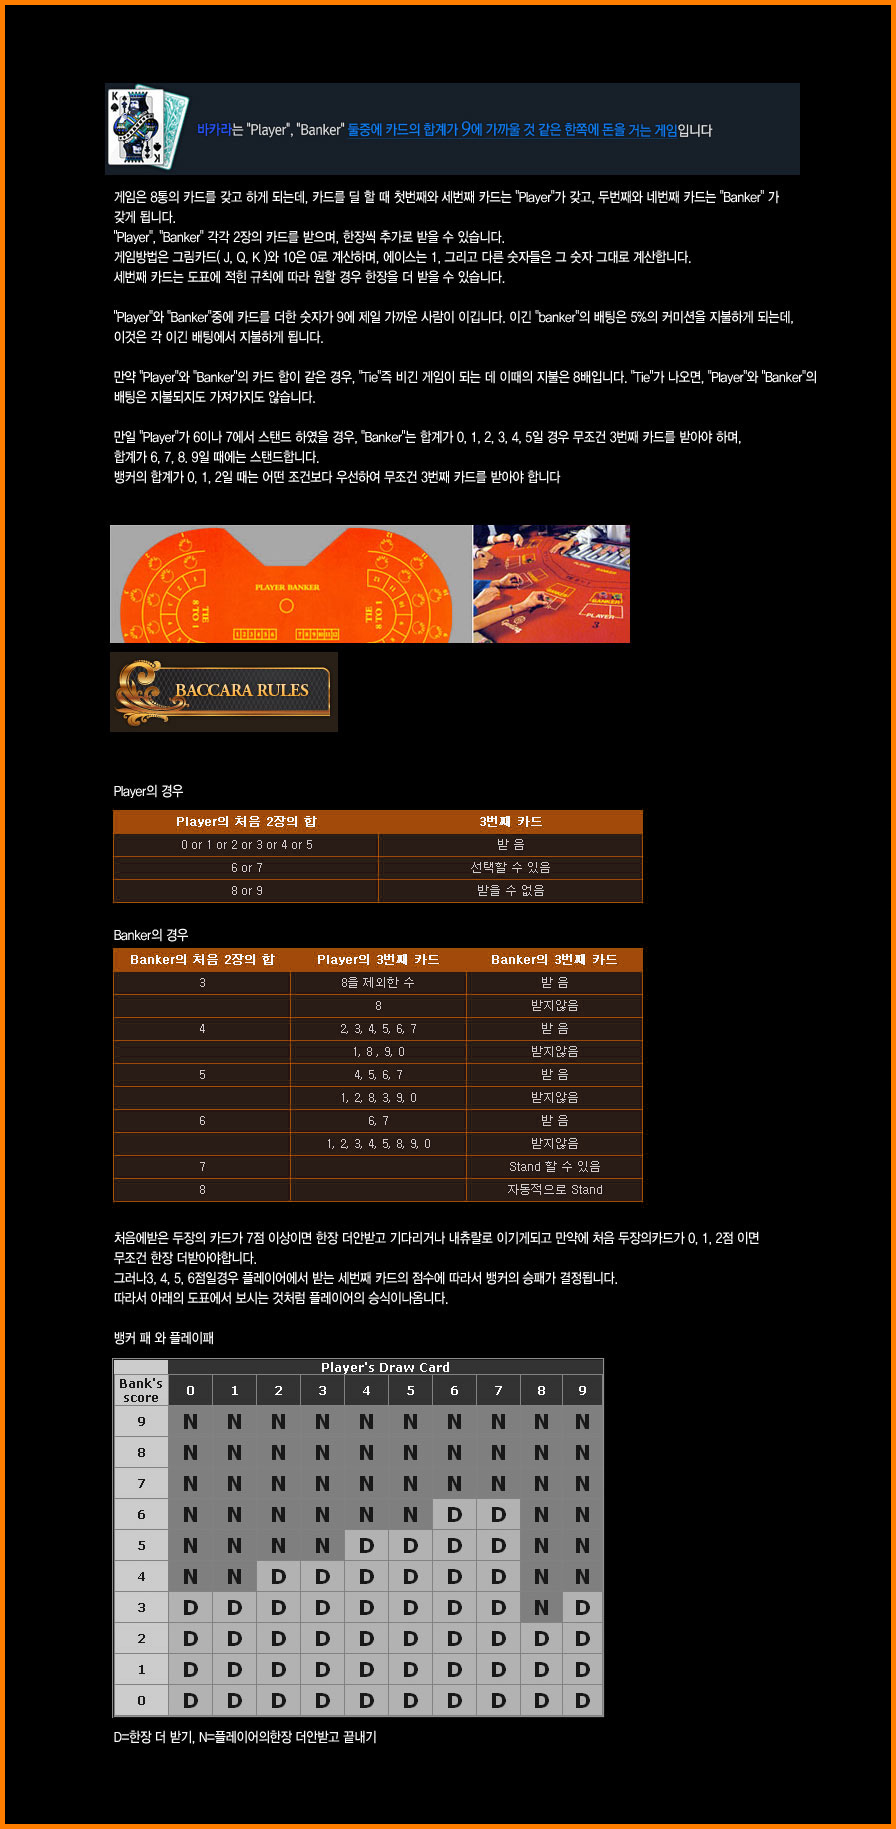 바카라는 "Player", "Banker" 둘중에 카드의 합계가 9에 가까울 것 같은 한쪽에 돈을 거는 게임입니다
게임은 8통의 카드를 갖고 하게 되는데, 카드를 딜 할 때 첫번째와 세번째 카드는 "Player"가 갖고, 두번째와 네번째 카드는 "Banker" 가
갖게 됩니다.
"Player", "Banker" 각각 2장의 카드를 받으며, 한장씩 추가로 받을 수 있습니다.
게임방법은 그림카드( J, Q, K )와 10은 0로 계산하며, 에이스는 1, 그리고 다른 숫자들은 그 숫자 그대로 계산합니다.
세번째 카드는 도표에 적힌 규칙에 따라 원할 경우 한장을 더 받을 수 있습니다.
"Player"와 "Banker"중에 카드를 더한 숫자가 9에 제일 가까운 사람이 이깁니다. 이긴 "banker"의 배팅은 5%의 커미션을 지불하게 되는데,
이것은 각 이긴 배팅에서 지불하게 됩니다.
만약 "Player"와 "Banker"의 카드 합이 같은 경우, "Tie"즉 비긴 게임이 되는 데 이때의 지불은 8배입니다. "Tie"가 나오면, "Player"와 "Banker"의
배팅은 지불되지도 가져가지도 않습니다.
만일 "Player"가 6이나 7에서 스탠드 하였을 경우, "Banker"는 합계가 0, 1, 2, 3, 4, 5일 경우 무조건 3번째 카드를 받아야 하며,
합계가 6, 7, 8. 9일 때에는 스탠드합니다.
뱅커의 합계가 0, 1, 2일 때는 어떤 조건보다 우선하여 무조건 3번째 카드를 받아야 합니다
PLAYER BANKER
TIE 8 TO 1
TIE 1 TO 8
BANKER
PLAYER
3
BACCARA RULES
Player의 경우
Player의 처음 2장의 합 3번째 카드
0 or 1 or 2 or 3 or 4 or 5 받 음
6 or 7 선택할 수 있음
8 or 9 받을 수 없음
Banker의 경우
Banker의 처음 2장의 합 Player의 3번째 카드 Banker의 3번째 카드
3 8을 제외한 수 받 음
8 받지않음
4 2, 3, 4, 5, 6, 7 받 음
1, 8 , 9, 0 받지않음
5 4, 5, 6, 7 받 음
1, 2, 8, 3, 9, 0 받지않음
6 6, 7 받 음
1, 2, 3, 4, 5, 8, 9, 0 받지않음
7 Stand 할 수 있음
8 자동적으로 Stand
처음에받은 두장의 카드가 7점 이상이면 한장 더안받고 기다리거나 내츄랄로 이기게되고 만약에 처음 두장의카드가 0, 1, 2점 이면
무조건 한장 더받아야합니다.
그러나3, 4, 5, 6점일경우 플레이어에서 받는 세번째 카드의 점수에 따라서 뱅커의 승패가 결정됩니다.
따라서 아래의 도표에서 보시는 것처럼 플레이어의 승식이나옵니다.
뱅커 패 와 플레이패
Player's Draw Card
Bank's score 0 1 2 3 4 5 6 7 8 9
9 N N N N N N N N N N
8 N N N N N N N N N N
7 N N N N N N N N N N
6 N N N N N N D D N N
5 N N N N D D D D N N
4 N N D D D D D D N N
3 D D D D D D D D N D
2 D D D D D D D D D D
1 D D D D D D D D D D
0 D D D D D D D D D D
D=한장 더 받기, N=플레이어의한장 더안받고 끝내기